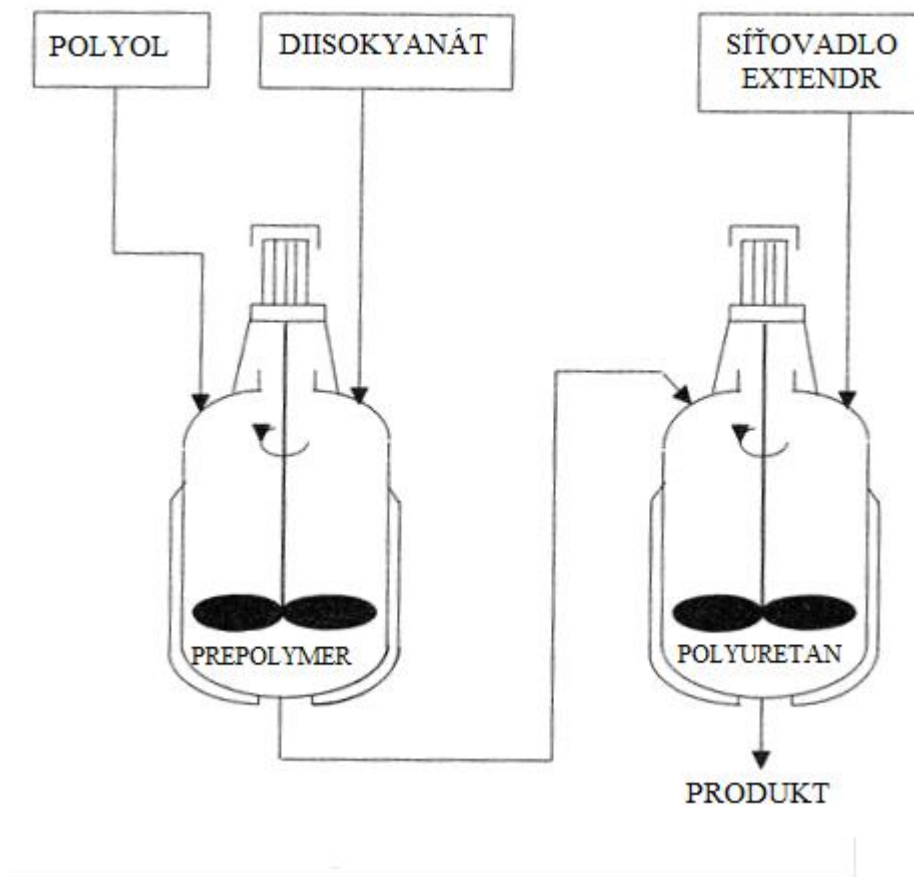 POLYOL
DIISOKYANÁT
SÍŤOVADLO
EXTENDR
PREPOLYMER
POLYURETAN
PRODUKT